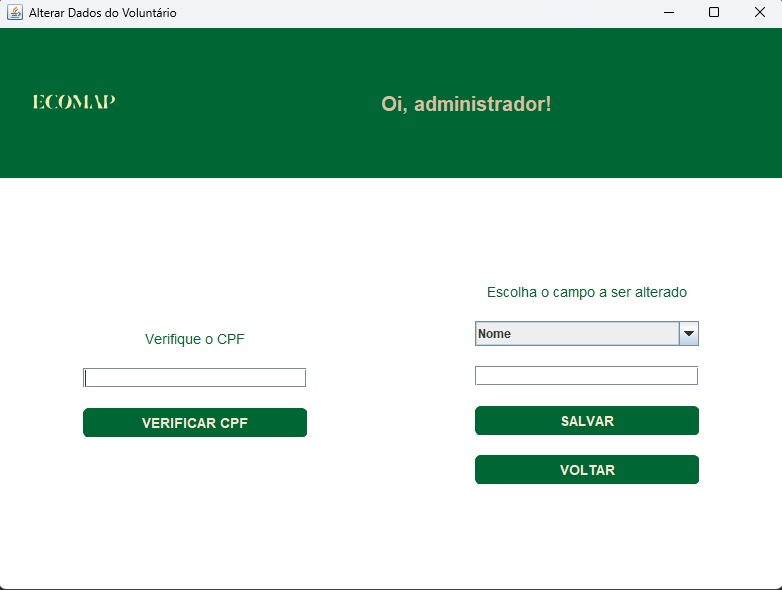 Alterar Dados do Voluntário
ECOMAP
Oi, administrador!
Verifique o CPF
VERIFICAR CPF
Escolha o campo a ser alterado
Nome
SALVAR
VOLTAR